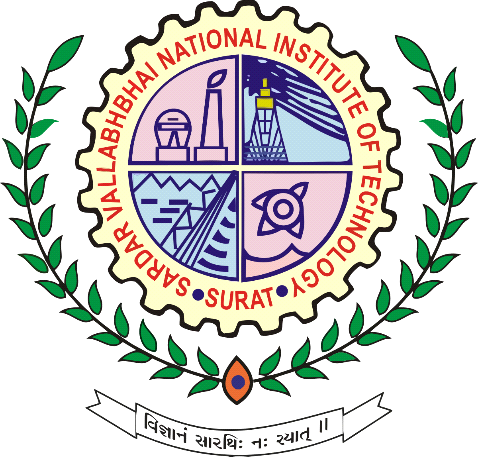 SARDAR VALLABHBHAI NATIONAL INSTITUTE OF TECHNOLOGY
• SURAT •
વિજ્ઞાનં સારથિઃ નઃ સ્યાત્ ॥